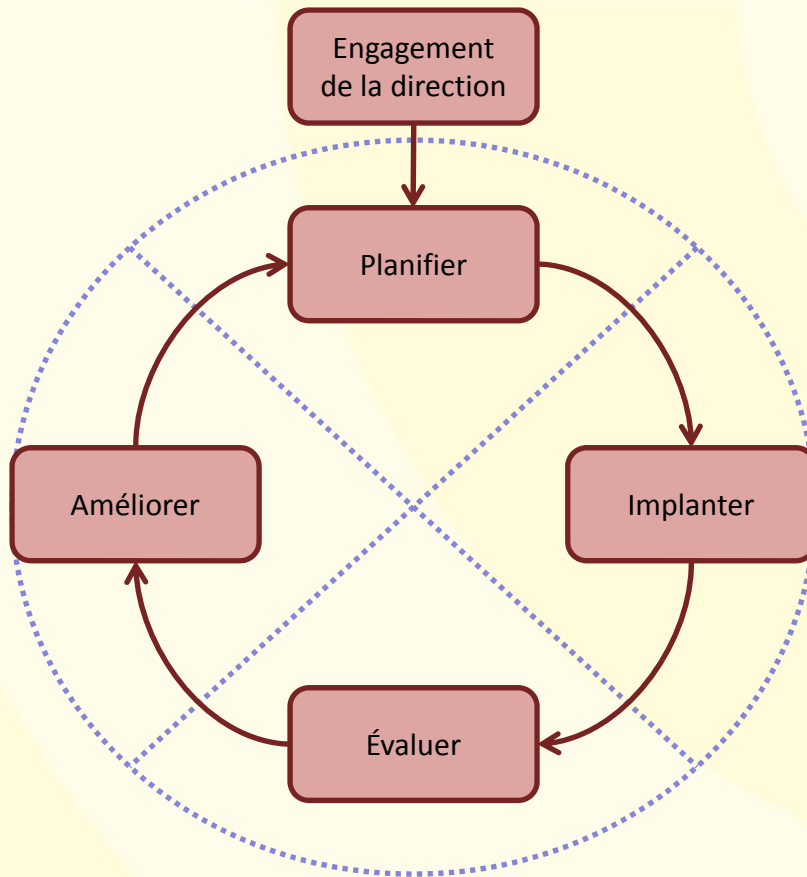 Engagement
de la direction
Planifier
Améliorer
Implanter
Évaluer